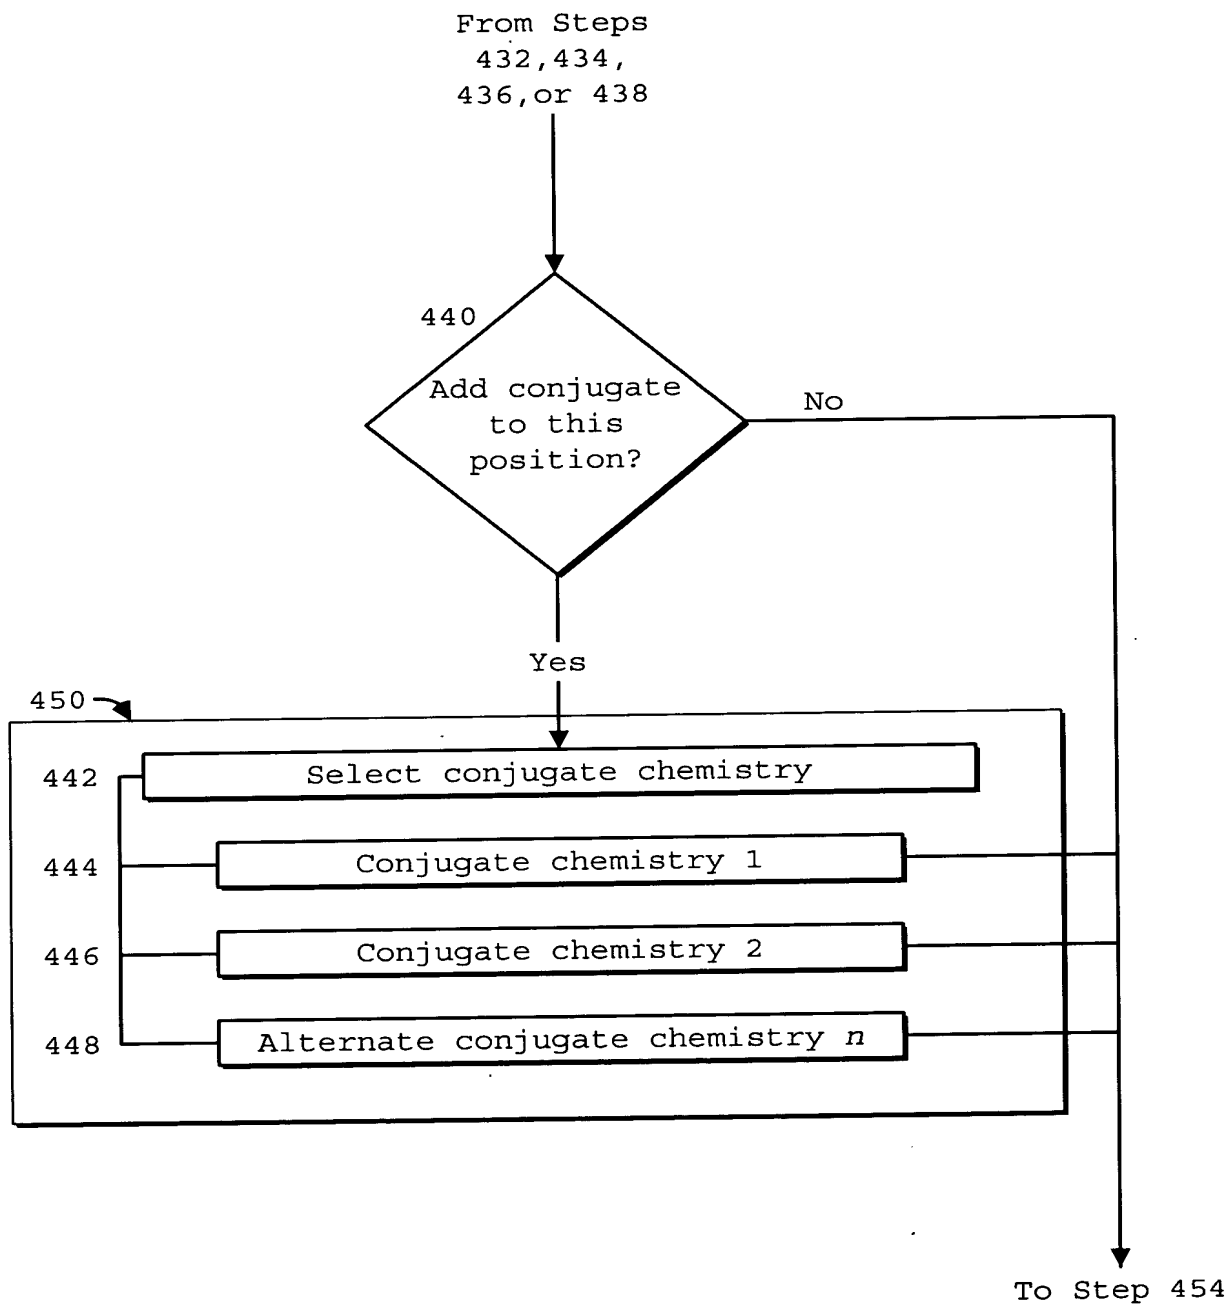 From Steps
432,434,
436,or 438
440
Add conjugate
to this
position?
No
Yes
450
442
Select conjugate chemistry
444
Conjugate chemistry 1
446
Conjugate chemistry 2
448
Alternate conjugate chemistry n
To Step 454